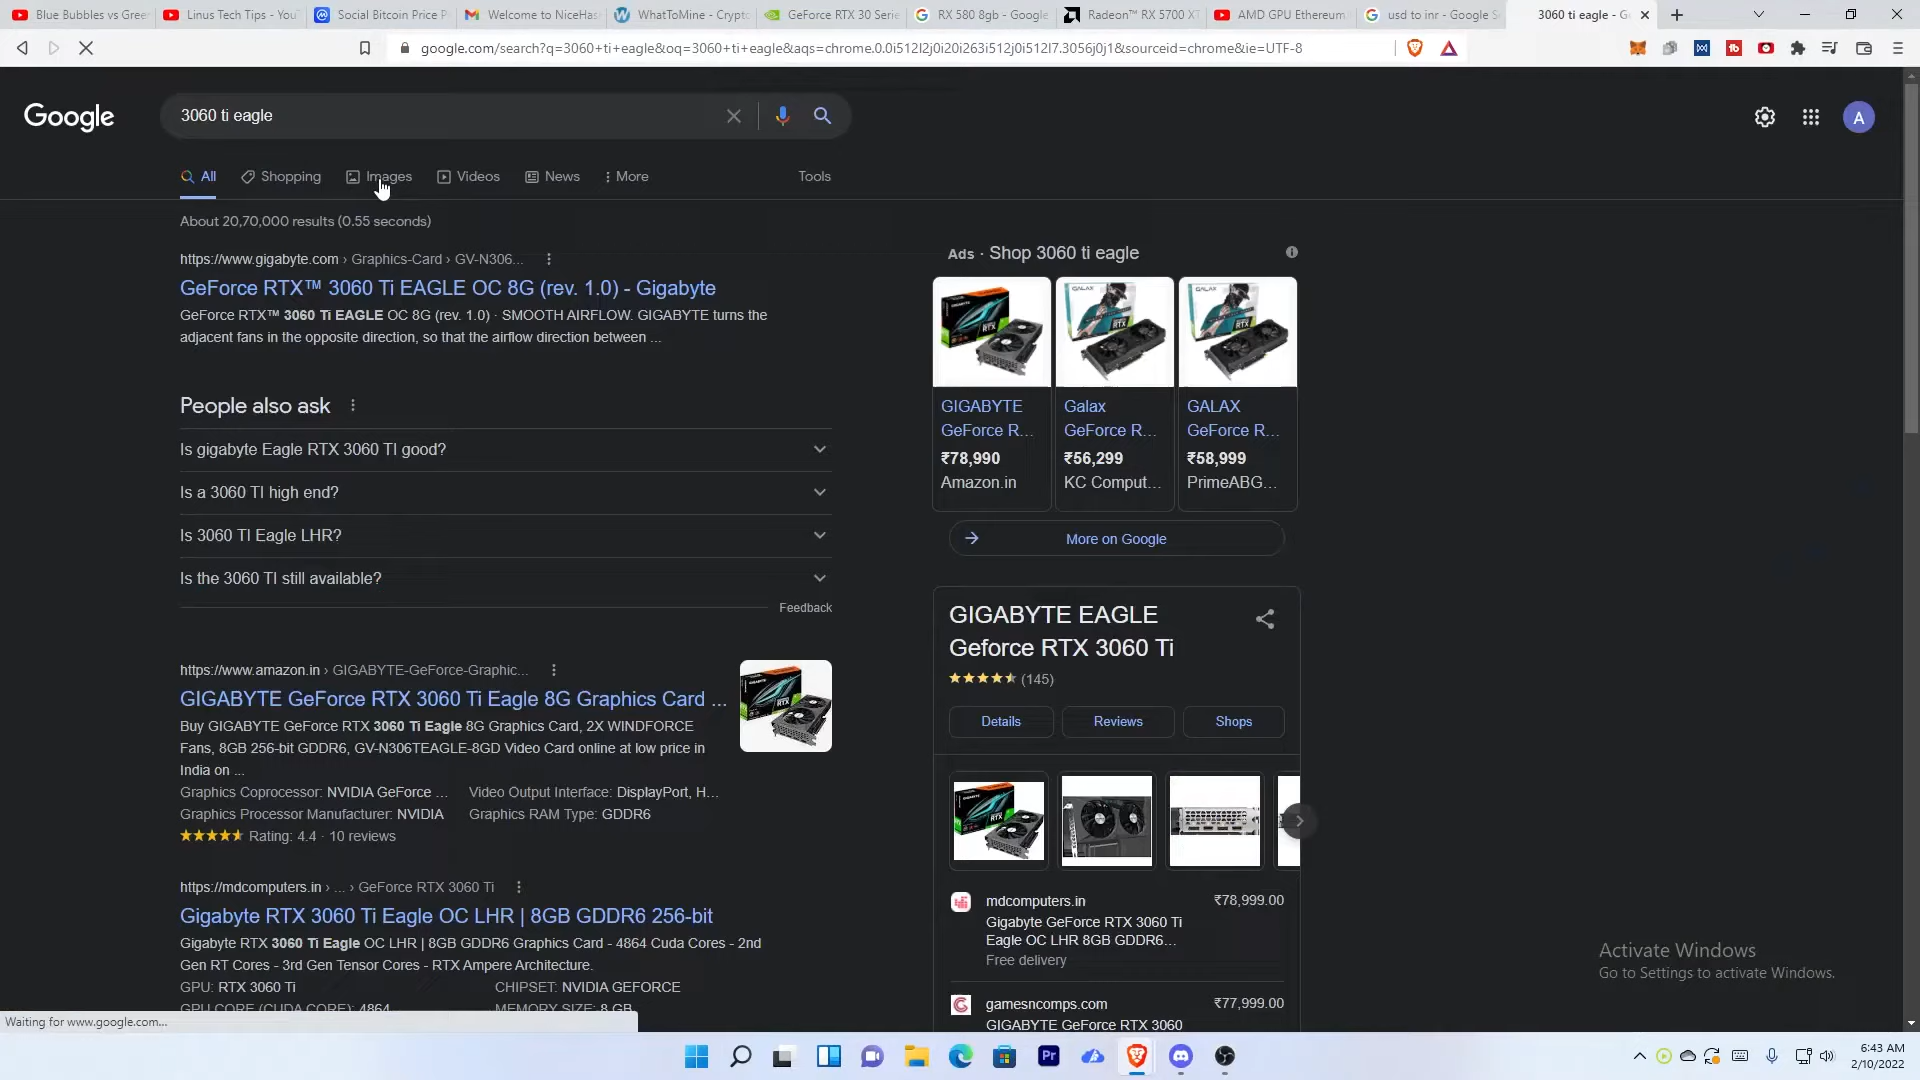 Blue Bubbles vs Gree
Linus Tech Tips - You
Social Bitcoin Price P
Welcome to NiceHas
WhatToMine - Crypto
GeForce RTX 30 Serie
RX 580 8gb - Google
Radeon™ RX 5700 XT
AMD GPU Ethereum
usd to inr - Google S
3060 ti eagle - G
google.com/search?q=3060+ti+eagle&oq=3060+ti+eagle&aqs=chrome.0.0i512l2j0i20i263i512j0i512l7.3056j0j1&sourceid=chrome&ie=UTF-8
Google
3060 ti eagle
A
All
Shopping
Images
Videos
News
More
Tools
About 20,70,000 results (0.55 seconds)
https://www.gigabyte.com › Graphics-Card › GV-N306...
GeForce RTX™ 3060 Ti EAGLE OC 8G (rev. 1.0) - Gigabyte
GeForce RTX™ 3060 Ti EAGLE OC 8G (rev. 1.0) · SMOOTH AIRFLOW. GIGABYTE turns the
adjacent fans in the opposite direction, so that the airflow direction between ...
People also ask
Is gigabyte Eagle RTX 3060 TI good?
Is a 3060 TI high end?
Is 3060 TI Eagle LHR?
Is the 3060 TI still available?
Feedback
https://www.amazon.in › GIGABYTE-GeForce-Graphic...
GIGABYTE GeForce RTX 3060 Ti Eagle 8G Graphics Card ...
Buy GIGABYTE GeForce RTX 3060 Ti Eagle 8G Graphics Card, 2X WINDFORCE
Fans, 8GB 256-bit GDDR6, GV-N306TEAGLE-8GD Video Card online at low price in
India on ...
Graphics Coprocessor: NVIDIA GeForce ... Video Output Interface: DisplayPort, H...
Graphics Processor Manufacturer: NVIDIA Graphics RAM Type: GDDR6
Rating: 4.4 · 10 reviews
https://mdcomputers.in › ... › GeForce RTX 3060 Ti
Gigabyte RTX 3060 Ti Eagle OC LHR | 8GB GDDR6 256-bit
Gigabyte RTX 3060 Ti Eagle OC LHR | 8GB GDDR6 Graphics Card - 4864 Cuda Cores - 2nd
Gen RT Cores - 3rd Gen Tensor Cores - RTX Ampere Architecture.
GPU: RTX 3060 Ti CHIPSET: NVIDIA GEFORCE
GPU CORE (CUDA CORE): 4864 MEMORY SIZE: 8 GB
Waiting for www.google.com...
Ads · Shop 3060 ti eagle
GIGABYTE
GeForce R...
₹78,990
Amazon.in
Galax
GeForce R...
₹56,299
KC Comput...
GALAX
GeForce R...
₹58,999
PrimeABG...
More on Google
GIGABYTE EAGLE
Geforce RTX 3060 Ti
(145)
Details
Reviews
Shops
mdcomputers.in ₹78,999.00
Gigabyte GeForce RTX 3060 Ti
Eagle OC LHR 8GB GDDR6...
Free delivery
gamesncomps.com ₹77,999.00
GIGABYTE GeForce RTX 3060
Activate Windows
Go to Settings to activate Windows.
Pr
6:43 AM
2/10/2022